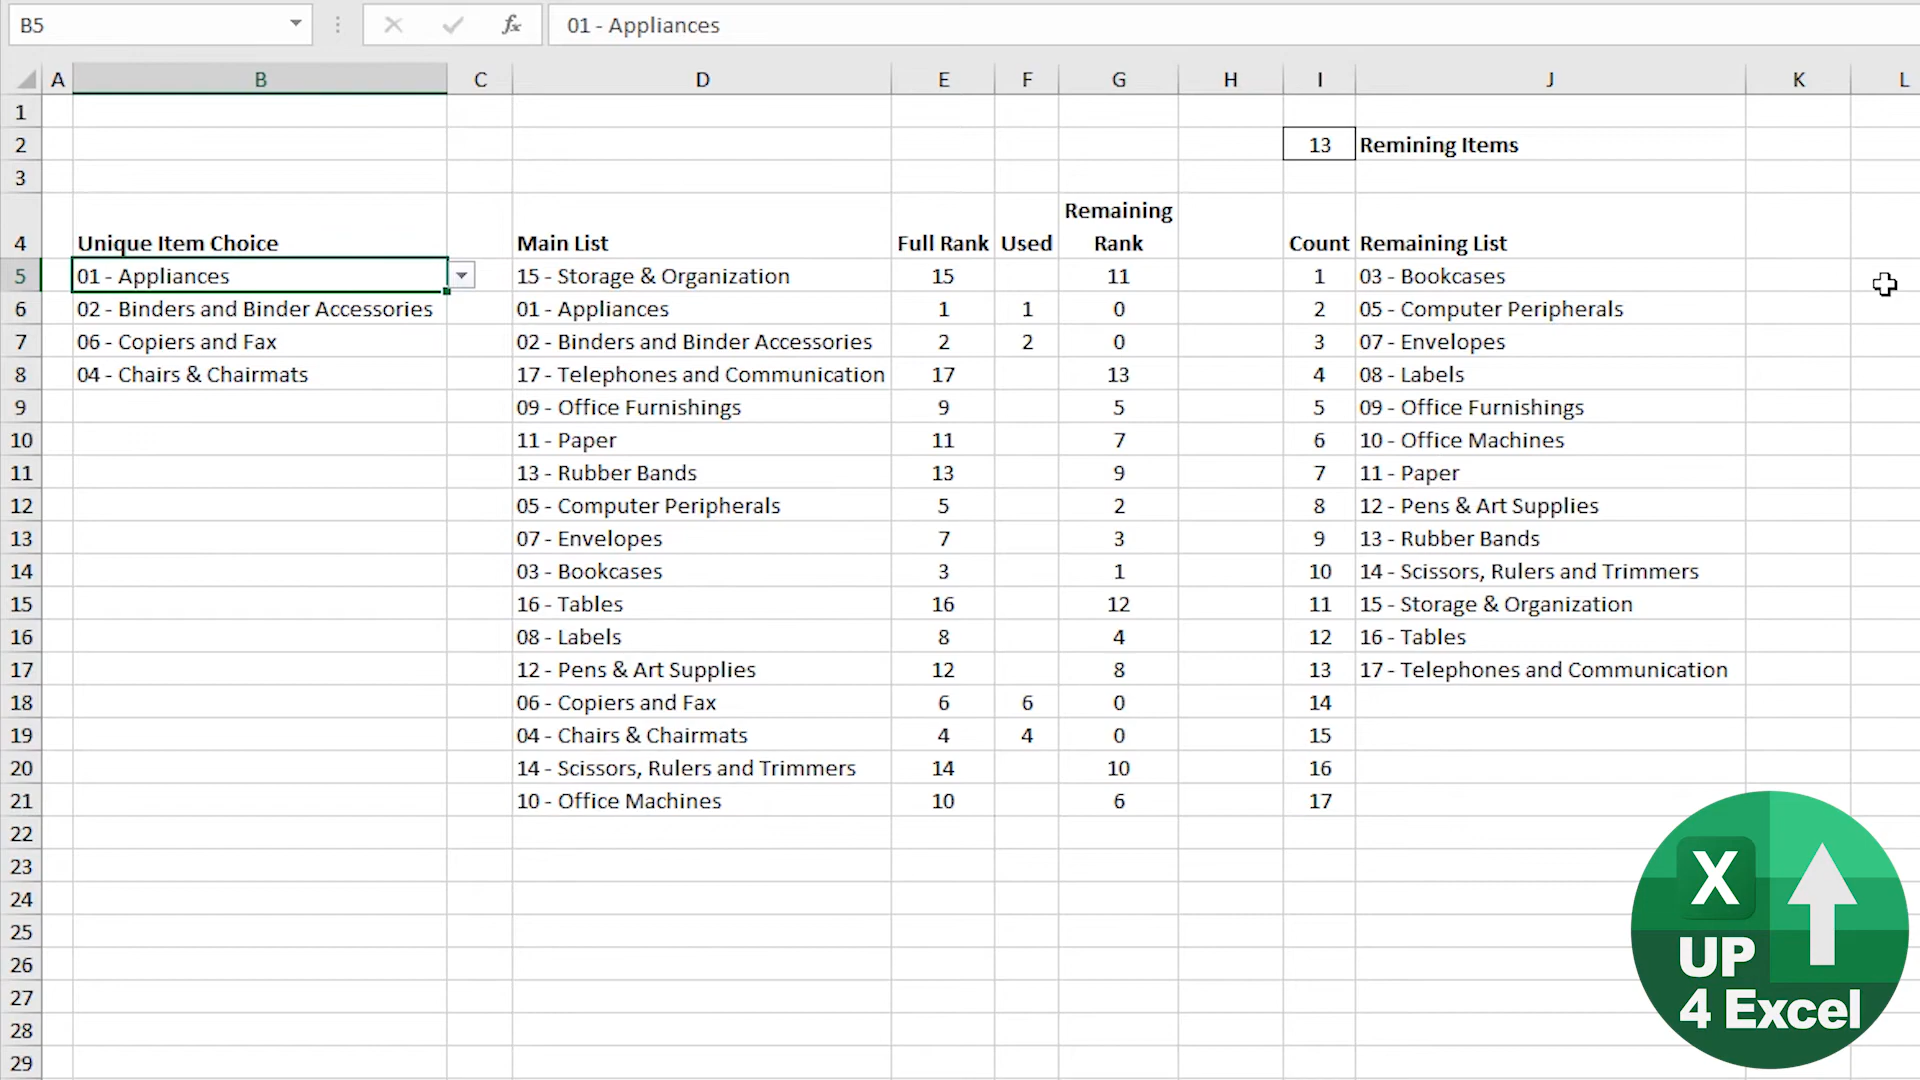 B5 fx 01 - Appliances
A B C D E F G H I J K L
1
2 13 Remining Items
3
Remaining
4 Unique Item Choice Main List Full Rank Used Rank Count Remaining List
5 01 - Appliances 15 - Storage & Organization 15 11 1 03 - Bookcases
6 02 - Binders and Binder Accessories 01 - Appliances 1 1 0 2 05 - Computer Peripherals
7 06 - Copiers and Fax 02 - Binders and Binder Accessories 2 2 0 3 07 - Envelopes
8 04 - Chairs & Chairmats 17 - Telephones and Communication 17 13 4 08 - Labels
9 09 - Office Furnishings 9 5 5 09 - Office Furnishings
10 11 - Paper 11 7 6 10 - Office Machines
11 13 - Rubber Bands 13 9 7 11 - Paper
12 05 - Computer Peripherals 5 2 8 12 - Pens & Art Supplies
13 07 - Envelopes 7 3 9 13 - Rubber Bands
14 03 - Bookcases 3 1 10 14 - Scissors, Rulers and Trimmers
15 16 - Tables 16 12 11 15 - Storage & Organization
16 08 - Labels 8 4 12 16 - Tables
17 12 - Pens & Art Supplies 12 8 13 17 - Telephones and Communication
18 06 - Copiers and Fax 6 6 0 14
19 04 - Chairs & Chairmats 4 4 0 15
20 14 - Scissors, Rulers and Trimmers 14 10 16
21 10 - Office Machines 10 6 17
22
23
24
25
26
27
28
29
X
UP
4 Excel